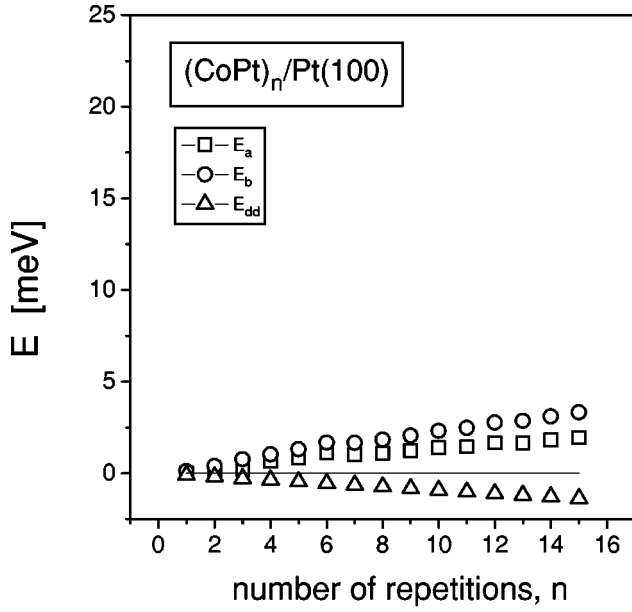 25
20
15
10
5
0
E [meV]
(CoPt)n/Pt(100)
Ea
Eb
Edd
0 2 4 6 8 10 12 14 16
number of repetitions, n